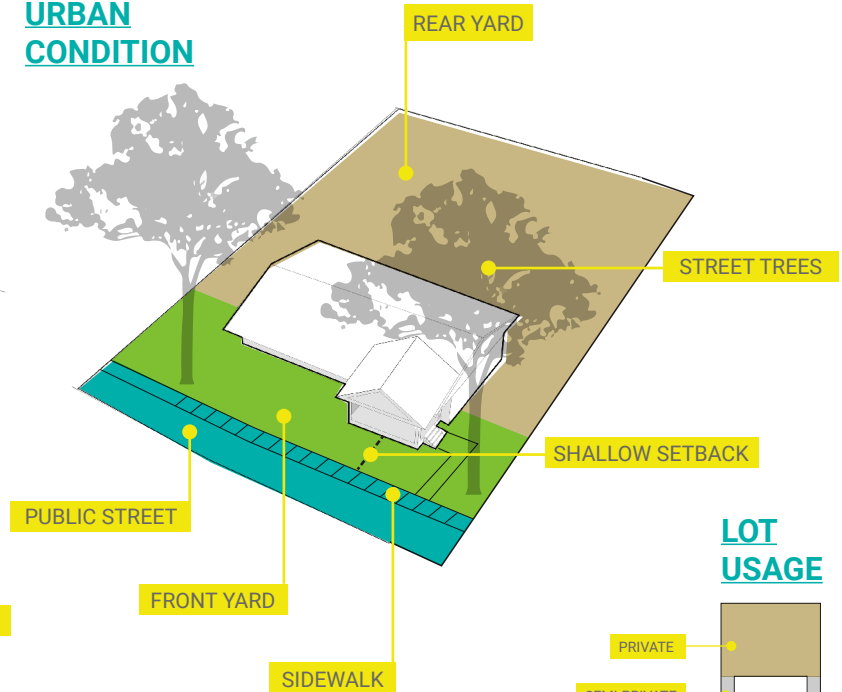 URBAN
CONDITION
REAR YARD
STREET TREES
SHALLOW SETBACK
PUBLIC STREET
FRONT YARD
SIDEWALK
LOT
USAGE
PRIVATE